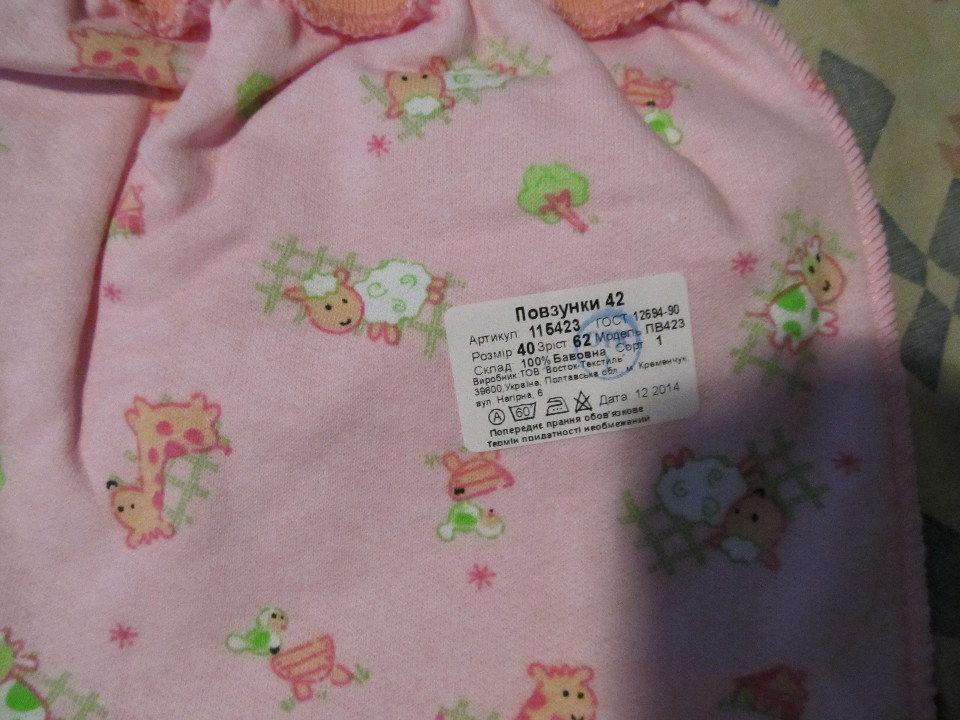 Повзунки 42
Артикул 115423 ГОСТ 12694-90
Розмір 40 Зріст 62 Модель ПВ423
Склад 100% Бавовна Сорт 1
Виробник ТОВ "Восток-Текстиль"
39600,Україна, Полтавська обл., м. Кременчук,
вул. Нагірна, 6
A 60 Дата 12 2014
Попереднє прання обов'язкове
Термін придатності необмежений